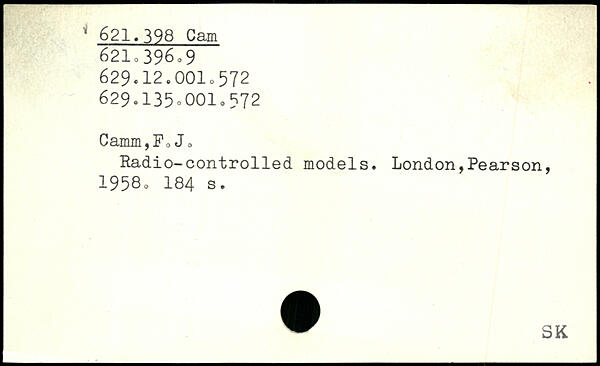 621.398 Cam
621.396.9
629.12.001.572
629.135.001.572
Camm,F.J.
Radio-controlled models. London,Pearson,
1958. 184 s.
SK